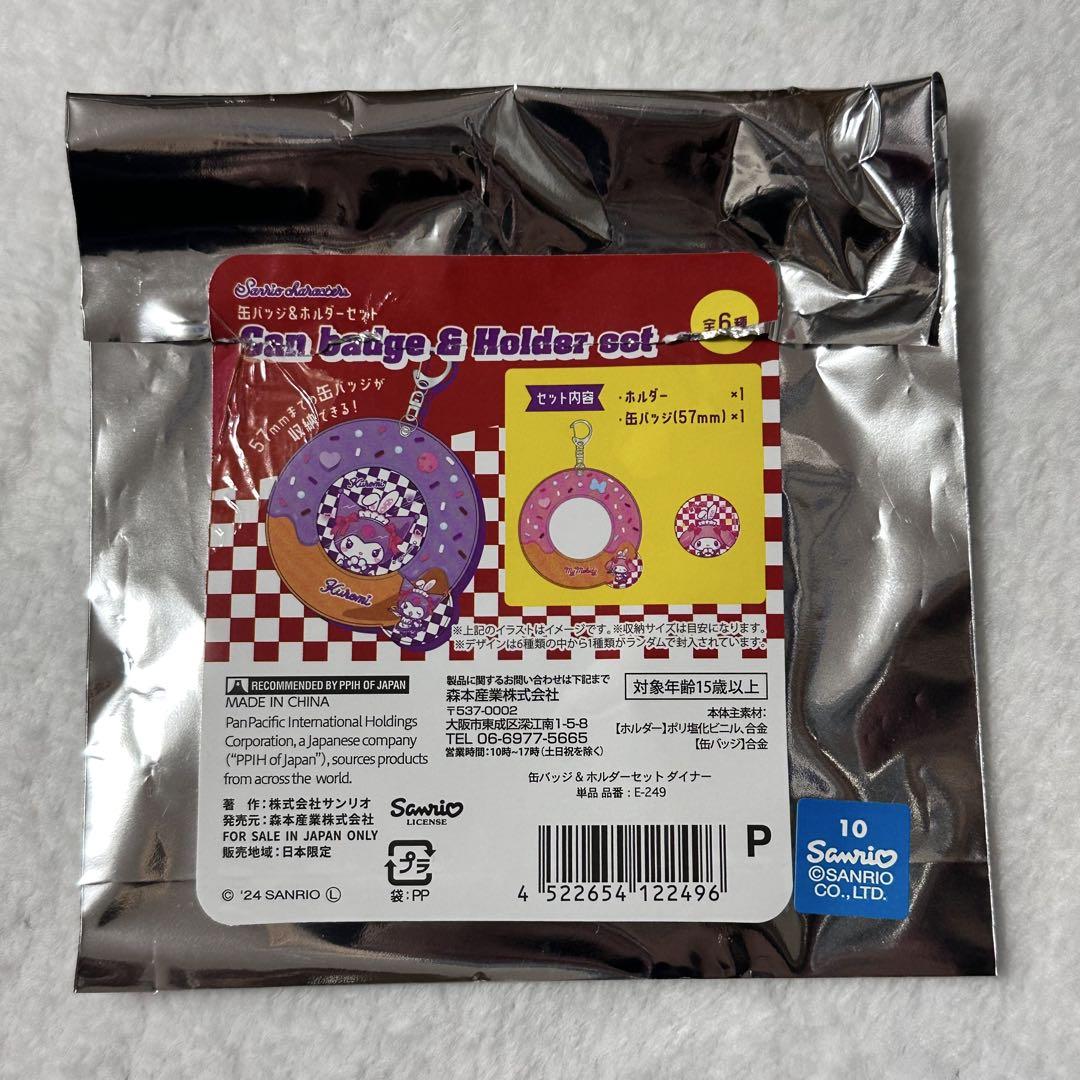 Sanrio characters
缶バッジ&ホルダーセット
Can badge & Holder set
全6種
57mmまでの缶バッジが
収納できる!
セット内容
・ホルダー ×1
・缶バッジ(57mm) ×1
Kuromi
Kuromi
My Melody
※上記のイラストはイメージです。※収納サイズは目安になります。
※デザインは6種類の中から1種類がランダムで封入されています。
RECOMMENDED BY PPIH OF JAPAN
MADE IN CHINA
Pan Pacific International Holdings
Corporation, a Japanese company
("PPIH of Japan"), sources products
from across the world.
著 作:株式会社サンリオ
発売元:森本産業株式会社
FOR SALE IN JAPAN ONLY
販売地域:日本限定
© '24 SANRIO Ⓛ
製品に関するお問い合わせは下記まで
森本産業株式会社
〒537-0002
大阪市東成区深江南1-5-8
TEL 06-6977-5665
営業時間:10時~17時(土日祝を除く)
対象年齢15歳以上
本体主素材:
【ホルダー】ポリ塩化ビニル、合金
【缶バッジ】合金
缶バッジ&ホルダーセット ダイナー
単品 品番:E-249
Sanrio
LICENSE
プラ
袋:PP
4 522654 122496
P
10
Sanrio
©SANRIO
CO.,LTD.